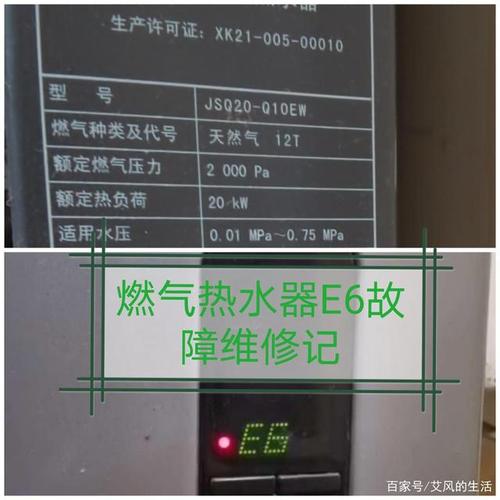 水器
生产许可证：XK21-005-00010
型 号 JSQ20-Q10EW
燃气种类及代号 天然气 12T
额定燃气压力 2 000 Pa
额定热负荷 20 kW
适用水压 0.01 MPa~0.75 MPa
燃气热水器E6故
障维修记
E6
百家号/艾风的生活